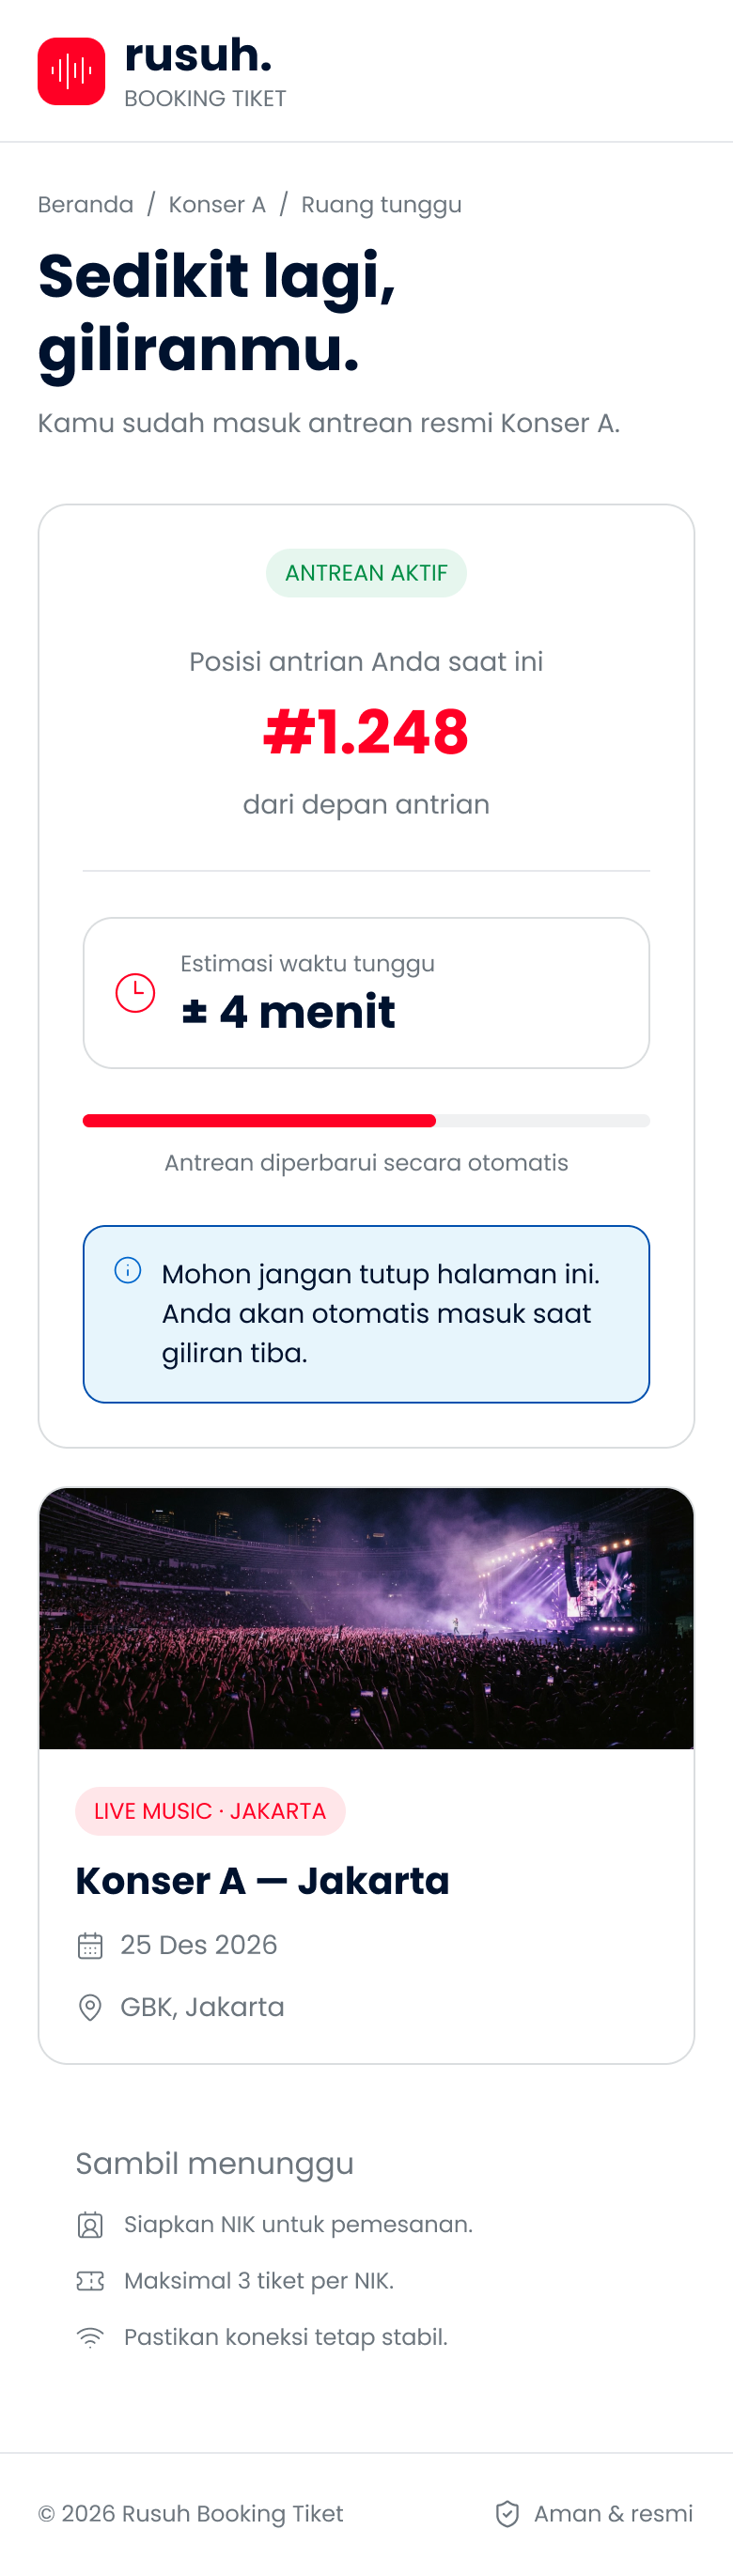 rusuh.
BOOKING TIKET
Beranda / Konser A / Ruang tunggu
Sedikit lagi,
giliranmu.
Kamu sudah masuk antrean resmi Konser A.
ANTREAN AKTIF
Posisi antrian Anda saat ini
#1.248
dari depan antrian
Estimasi waktu tunggu
± 4 menit
Antrean diperbarui secara otomatis
Mohon jangan tutup halaman ini.
Anda akan otomatis masuk saat
giliran tiba.
LIVE MUSIC · JAKARTA
Konser A — Jakarta
25 Des 2026
GBK, Jakarta
Sambil menunggu
Siapkan NIK untuk pemesanan.
Maksimal 3 tiket per NIK.
Pastikan koneksi tetap stabil.
© 2026 Rusuh Booking Tiket
Aman & resmi